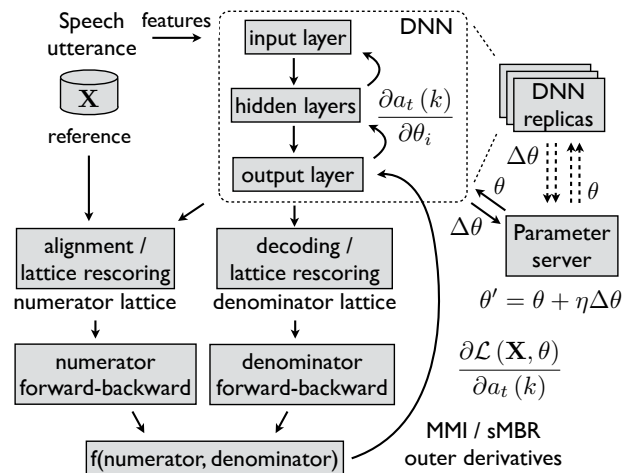 Speech
utterance
features
X
reference
DNN
input layer
hidden layers
output layer
∂a_t (k)
∂θ_i
DNN
replicas
Δθ
θ
θ
Δθ
Parameter
server
θ′ = θ + ηΔθ
alignment /
lattice rescoring
numerator lattice
decoding /
lattice rescoring
denominator lattice
numerator
forward-backward
denominator
forward-backward
∂ℒ (X, θ)
∂a_t (k)
f(numerator, denominator)
MMI / sMBR
outer derivatives